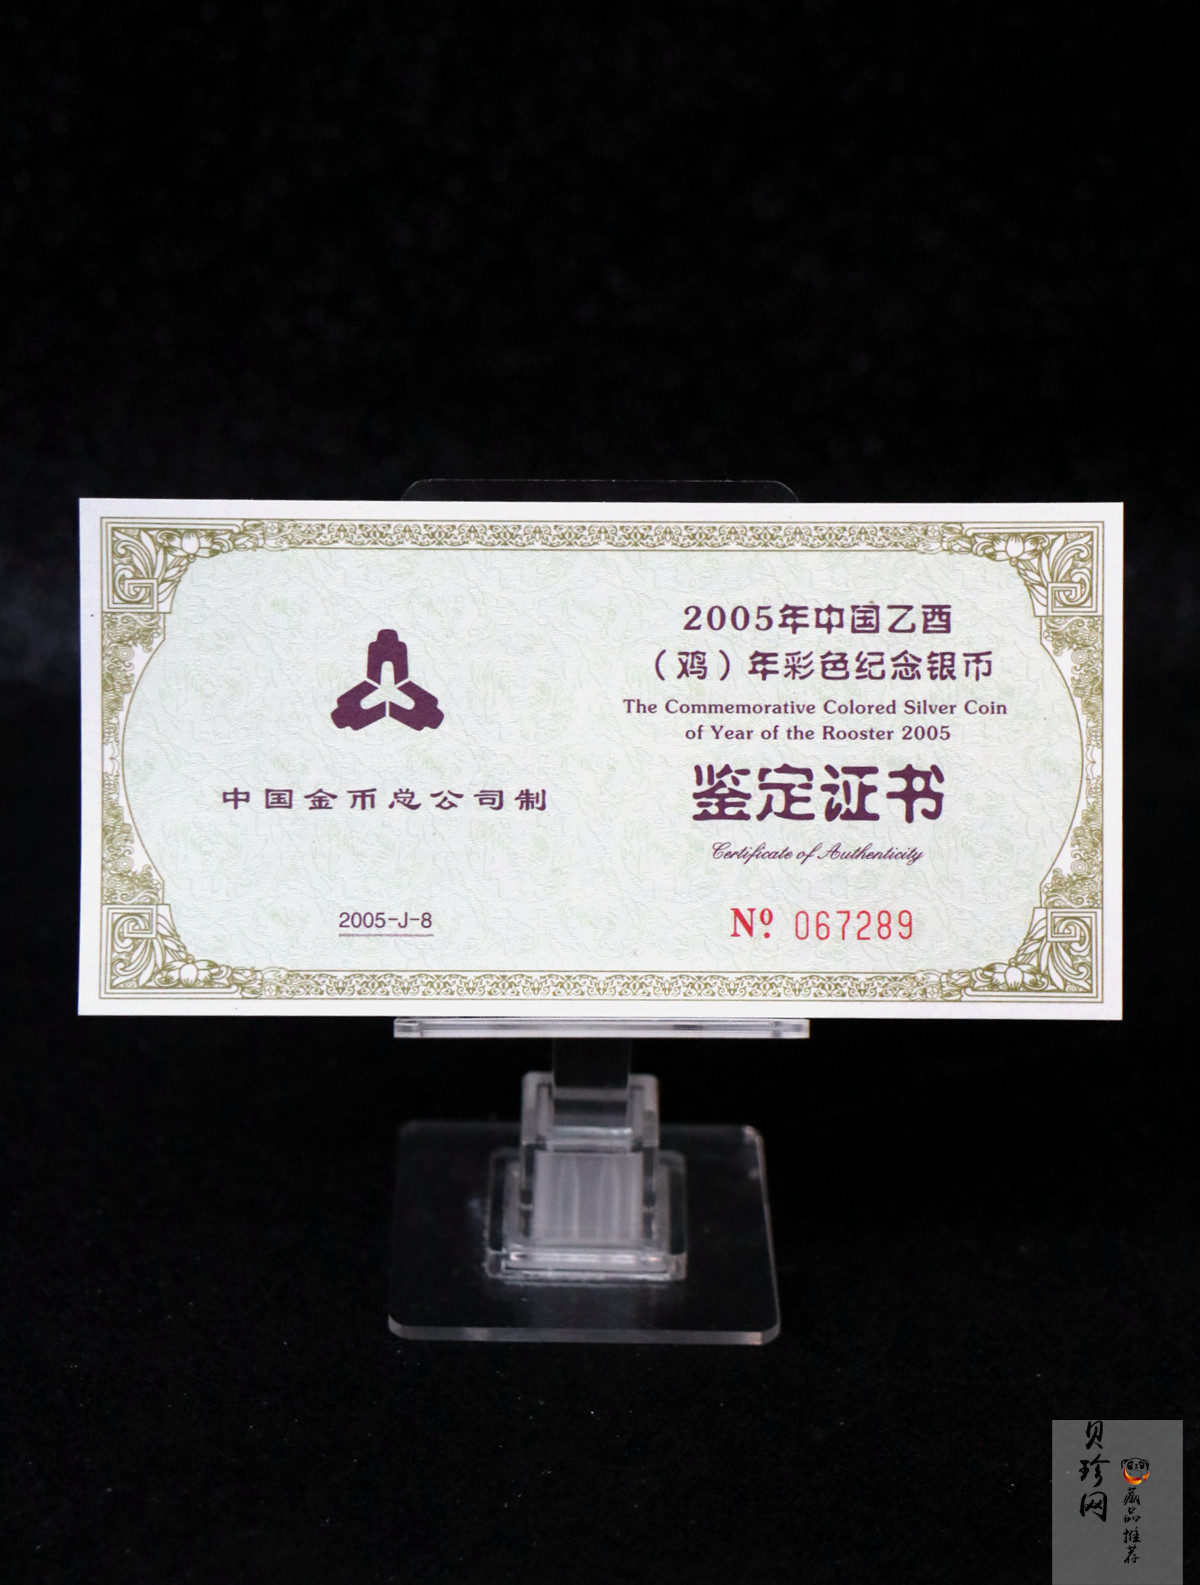 中国金币总公司制
2005-J-8
2005年中国乙酉
（鸡）年彩色纪念银币
The Commemorative Colored Silver Coin
of Year of the Rooster 2005
鉴定证书
Certificate of Authenticity
Nº 067289
贝珍网
藏品推荐